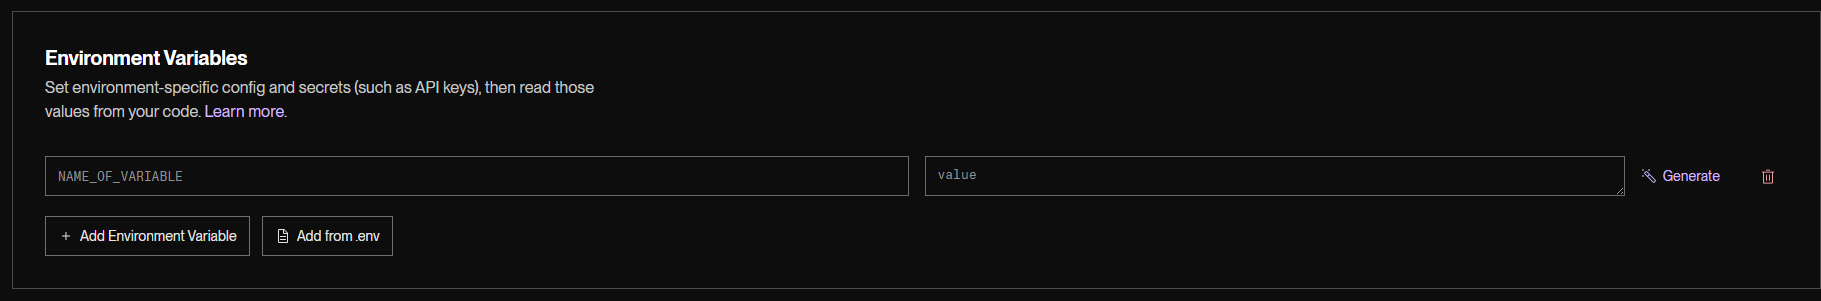 Environment Variables
Set environment-specific config and secrets (such as API keys), then read those
values from your code. Learn more.
NAME_OF_VARIABLE
value
Generate
Add Environment Variable
Add from .env